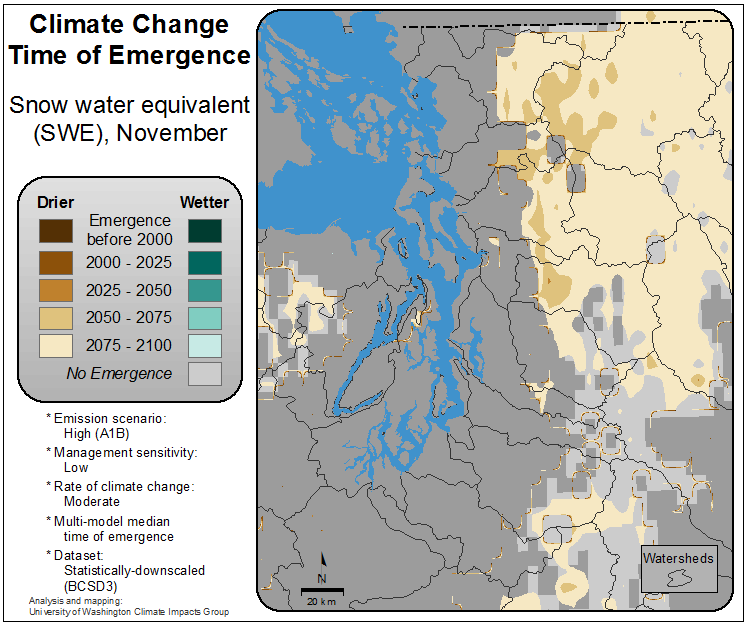 Climate Change
Time of Emergence
Snow water equivalent
(SWE), November
Drier Wetter
Emergence
before 2000
2000 - 2025
2025 - 2050
2050 - 2075
2075 - 2100
No Emergence
* Emission scenario:
High (A1B)
* Management sensitivity:
Low
* Rate of climate change:
Moderate
* Multi-model median
time of emergence
* Dataset:
Statistically-downscaled
(BCSD3)
Analysis and mapping:
University of Washington Climate Impacts Group
N
20 km
Watersheds